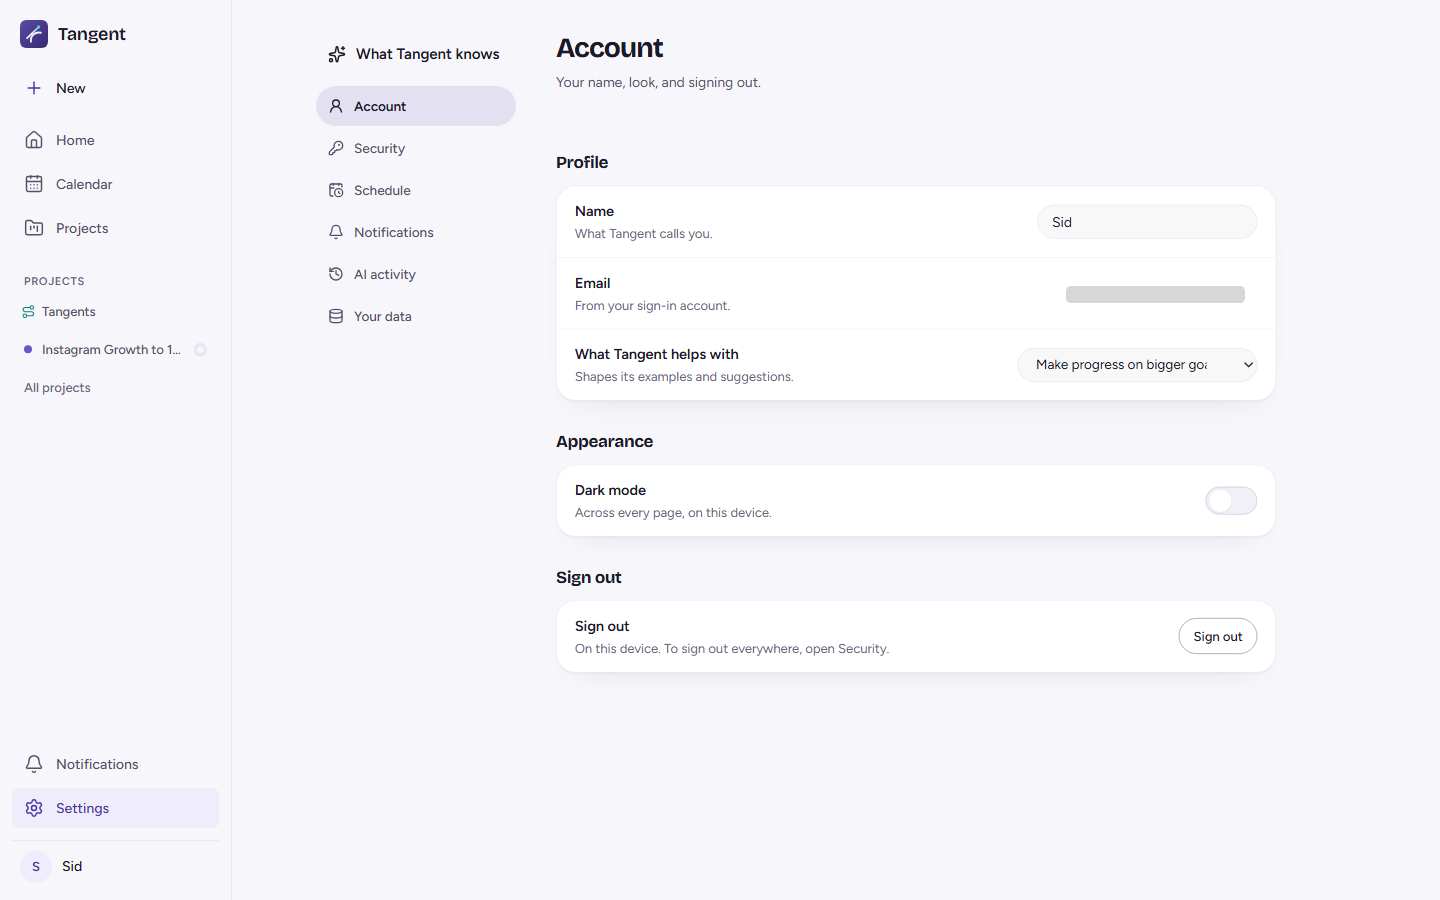 Tangent
New
Home
Calendar
Projects
PROJECTS
Tangents
Instagram Growth to 1...
All projects
Notifications
Settings
S
Sid
What Tangent knows
Account
Security
Schedule
Notifications
AI activity
Your data
Account
Your name, look, and signing out.
Profile
Name
What Tangent calls you.
Sid
Email
From your sign-in account.
What Tangent helps with
Shapes its examples and suggestions.
Make progress on bigger goa
Appearance
Dark mode
Across every page, on this device.
Sign out
Sign out
On this device. To sign out everywhere, open Security.
Sign out